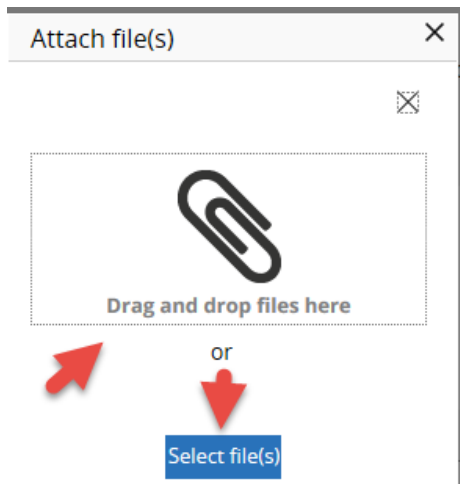 Attach file(s)
Drag and drop files here
or
Select file(s)